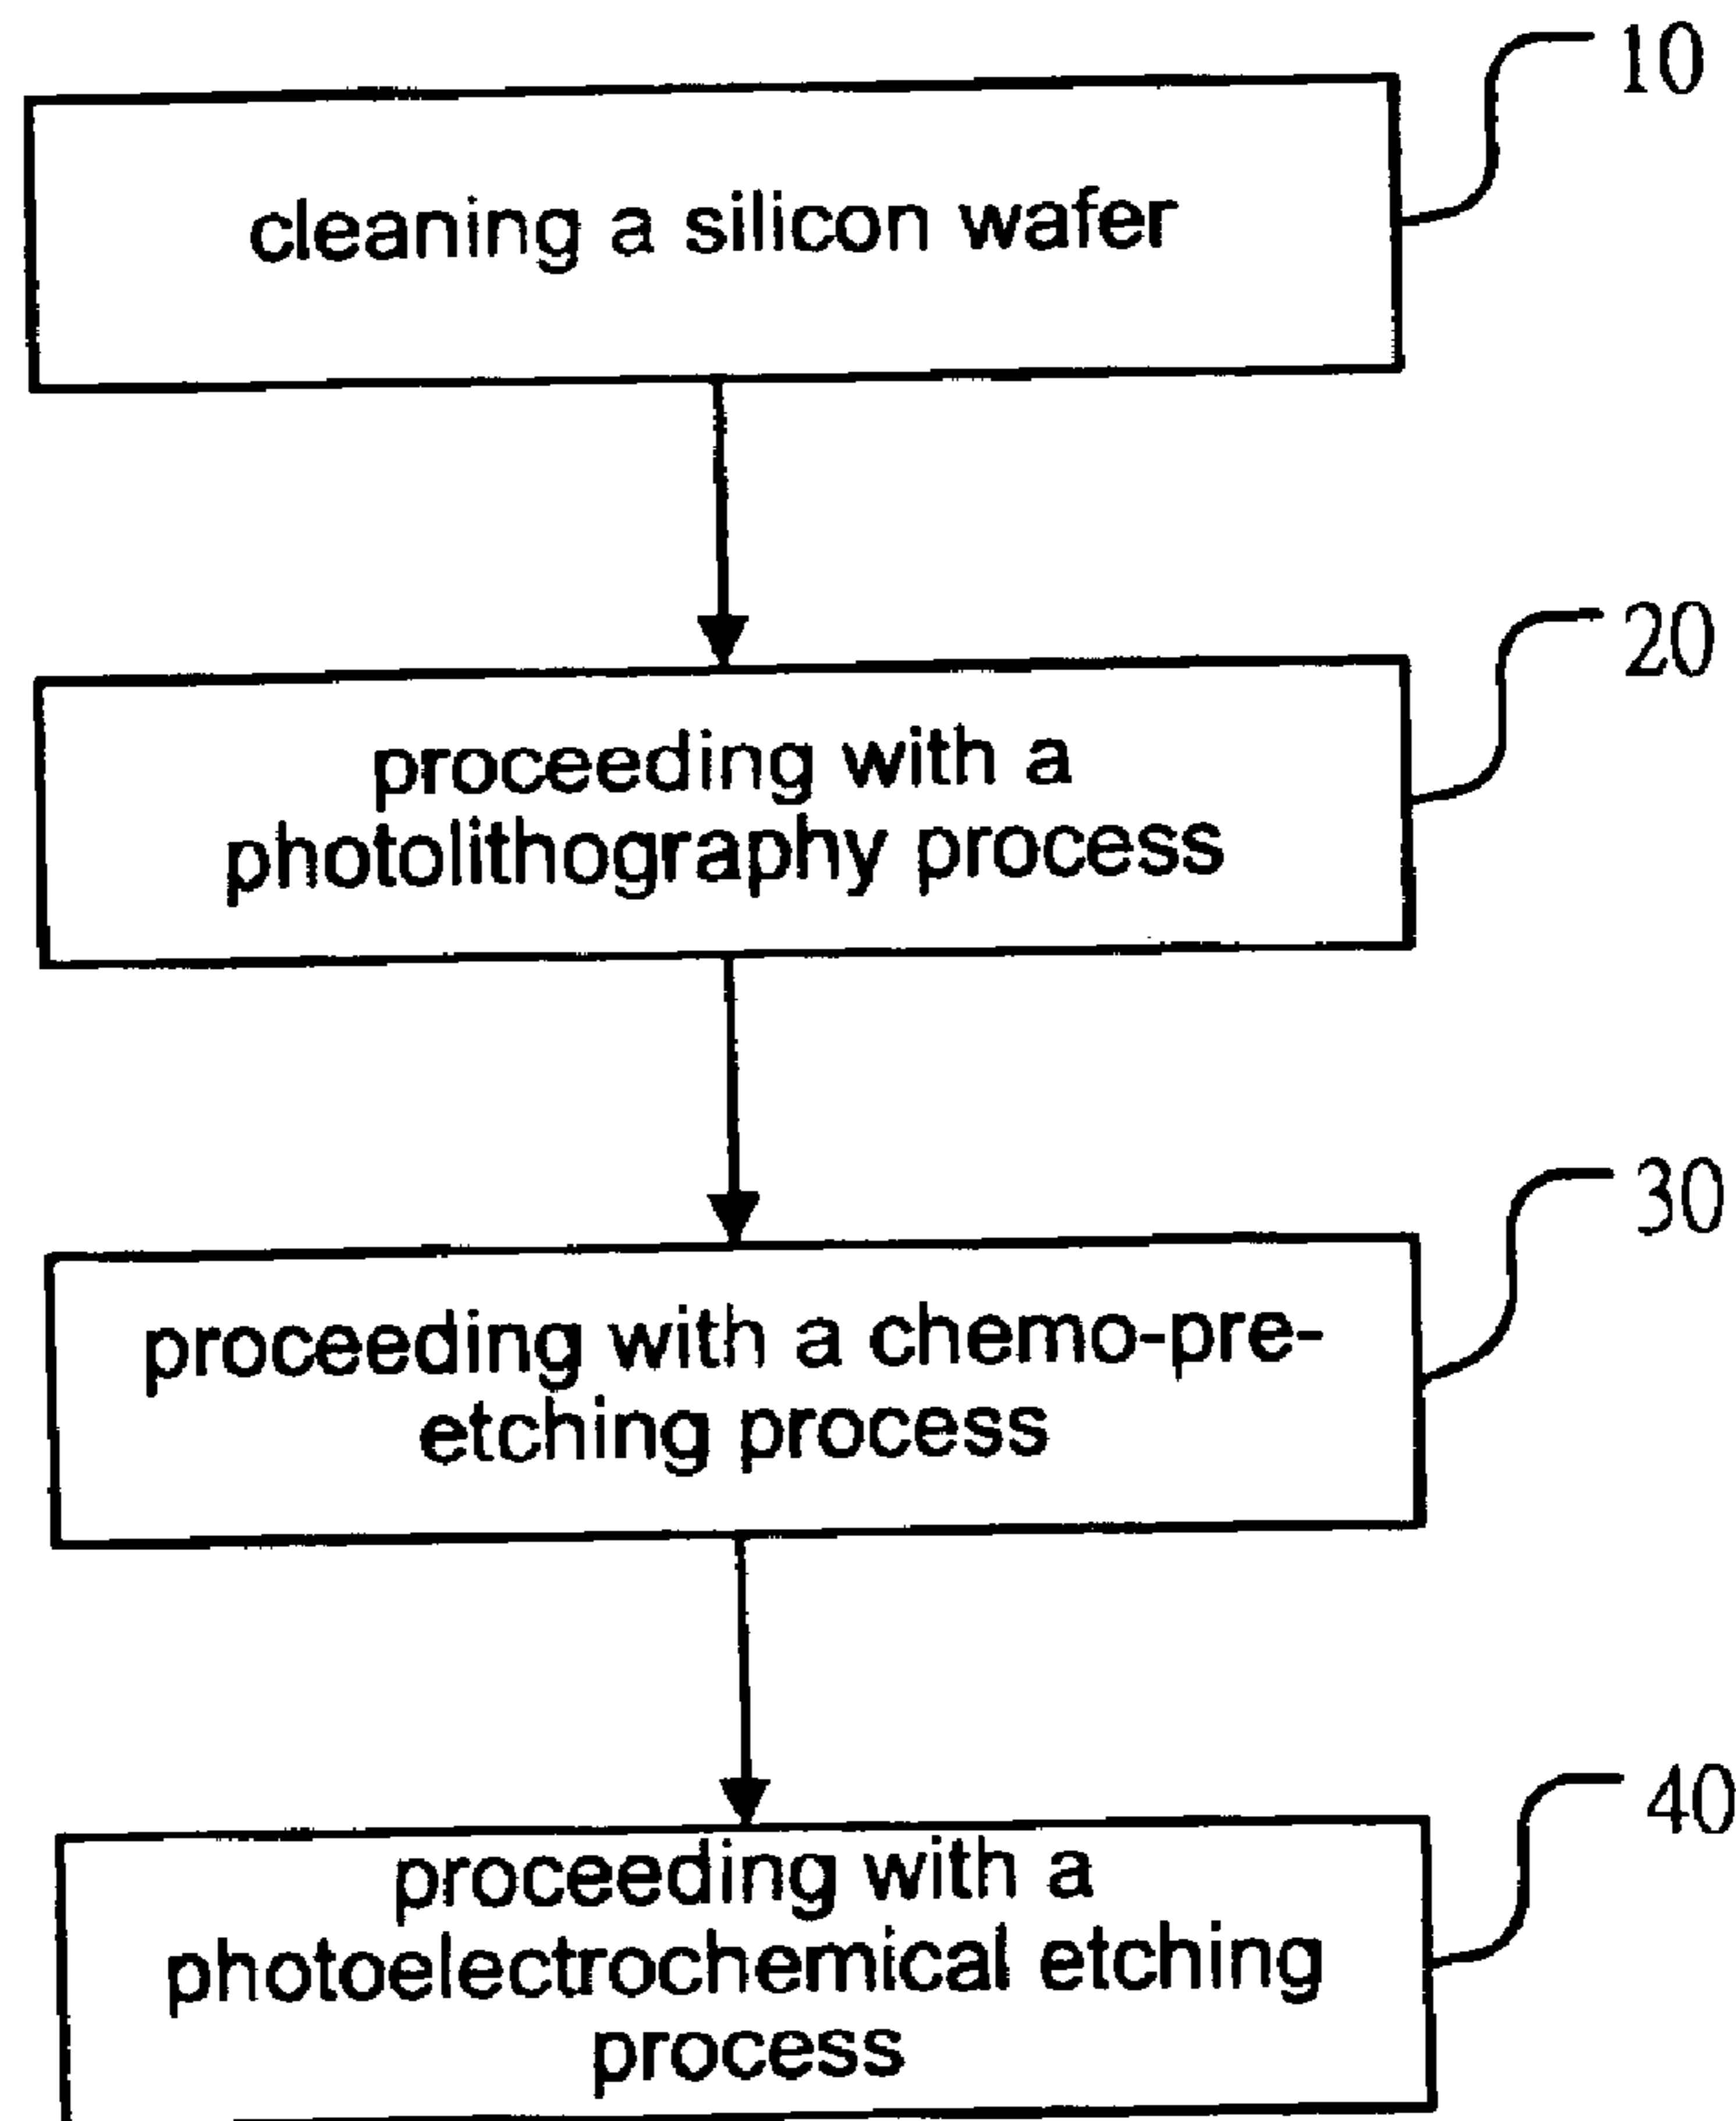 10
cleaning a silicon wafer
20
proceeding with a
photolithography process
30
proceeding with a chemo-pre-
etching process
40
proceeding with a
photoelectrochemical etching
process